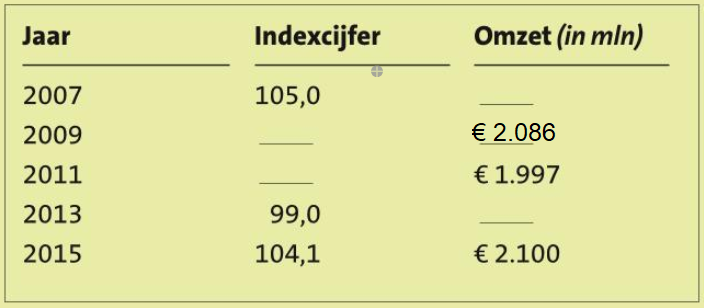 Jaar Indexcijfer Omzet (in mln)
2007 105,0
2009 € 2.086
2011 € 1.997
2013 99,0
2015 104,1 € 2.100